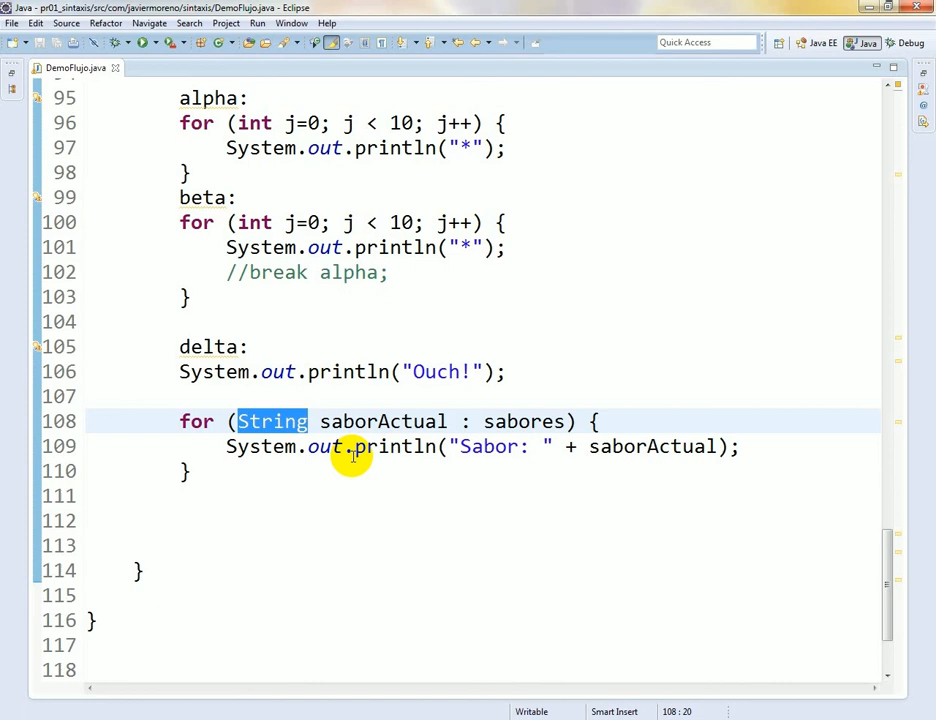 Java - pr01_sintaxis/src/com/javiermoreno/sintaxis/DemoFlujo.java - Eclipse
File Edit Source Refactor Navigate Search Project Run Window Help
Quick Access Java EE Java Debug
DemoFlujo.java
95 alpha:
96 for (int j=0; j < 10; j++) {
97 System.out.println("*");
98 }
99 beta:
100 for (int j=0; j < 10; j++) {
101 System.out.println("*");
102 //break alpha;
103 }
104
105 delta:
106 System.out.println("Ouch!");
107
108 for (String saborActual : sabores) {
109 System.out.println("Sabor: " + saborActual);
110 }
111
112
113
114 }
115
116 }
117
118
Writable Smart Insert 108 : 20